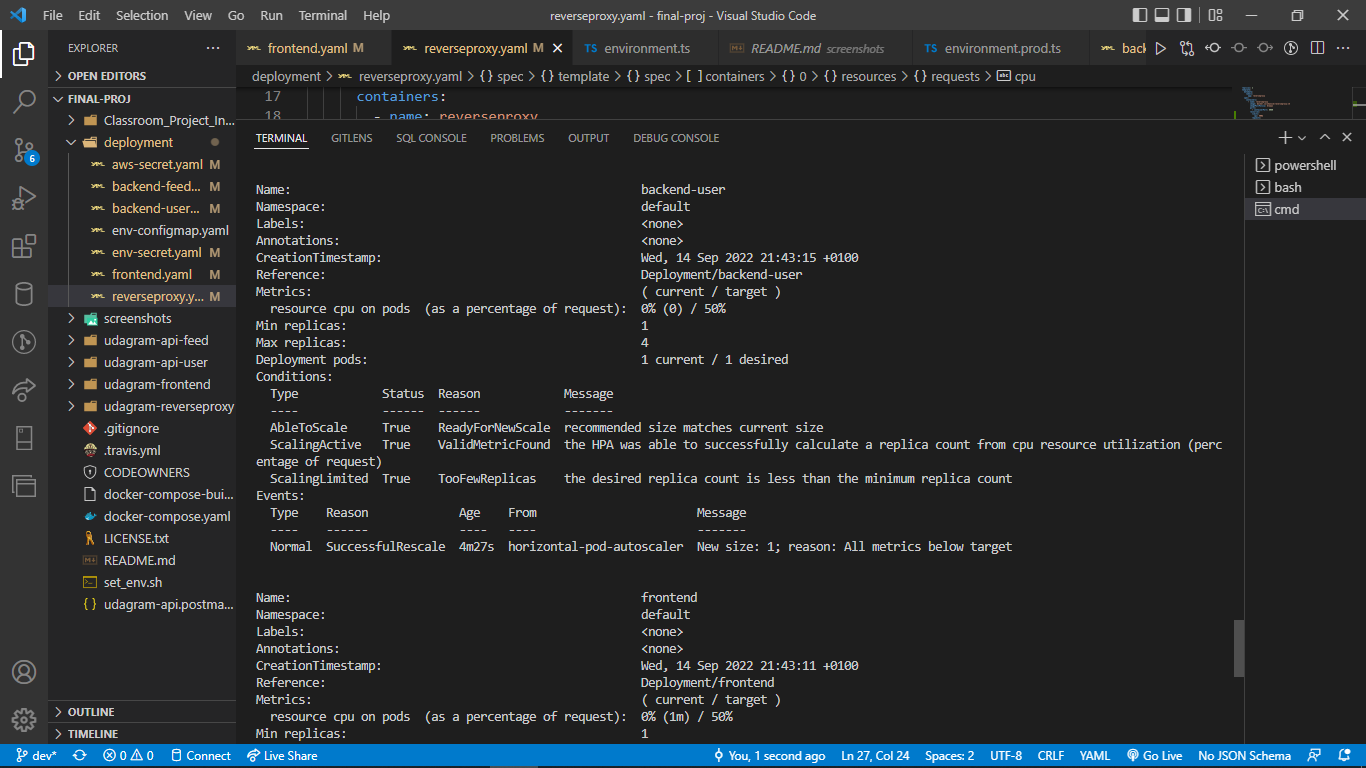 File Edit Selection View Go Run Terminal Help reverseproxy.yaml - final-proj - Visual Studio Code
EXPLORER
OPEN EDITORS
FINAL-PROJ
Classroom_Project_In...
deployment
aws-secret.yaml M
backend-feed... M
backend-user... M
env-configmap.yaml
env-secret.yaml M
frontend.yaml M
reverseproxy.y... M
screenshots
udagram-api-feed
udagram-api-user
udagram-frontend
udagram-reverseproxy
.gitignore
.travis.yml
CODEOWNERS
docker-compose-bui...
docker-compose.yaml
LICENSE.txt
README.md
set_env.sh
udagram-api.postma...
OUTLINE
TIMELINE
6
frontend.yaml M reverseproxy.yaml M TS environment.ts README.md screenshots TS environment.prod.ts back
deployment > reverseproxy.yaml > {} spec > {} template > {} spec > [ ] containers > {} 0 > {} resources > {} requests > abc cpu
17 containers:
18 - name: reverseproxy
TERMINAL GITLENS SQL CONSOLE PROBLEMS OUTPUT DEBUG CONSOLE
powershell
bash
cmd
Name: backend-user
Namespace: default
Labels: <none>
Annotations: <none>
CreationTimestamp: Wed, 14 Sep 2022 21:43:15 +0100
Reference: Deployment/backend-user
Metrics: ( current / target )
resource cpu on pods (as a percentage of request): 0% (0) / 50%
Min replicas: 1
Max replicas: 4
Deployment pods: 1 current / 1 desired
Conditions:
Type Status Reason Message
---- ------ ------ -------
AbleToScale True ReadyForNewScale recommended size matches current size
ScalingActive True ValidMetricFound the HPA was able to successfully calculate a replica count from cpu resource utilization (perc
entage of request)
ScalingLimited True TooFewReplicas the desired replica count is less than the minimum replica count
Events:
Type Reason Age From Message
---- ------ ---- ---- -------
Normal SuccessfulRescale 4m27s horizontal-pod-autoscaler New size: 1; reason: All metrics below target
Name: frontend
Namespace: default
Labels: <none>
Annotations: <none>
CreationTimestamp: Wed, 14 Sep 2022 21:43:11 +0100
Reference: Deployment/frontend
Metrics: ( current / target )
resource cpu on pods (as a percentage of request): 0% (1m) / 50%
Min replicas: 1
dev* 0 0 Connect Live Share You, 1 second ago Ln 27, Col 24 Spaces: 2 UTF-8 CRLF YAML Go Live No JSON Schema